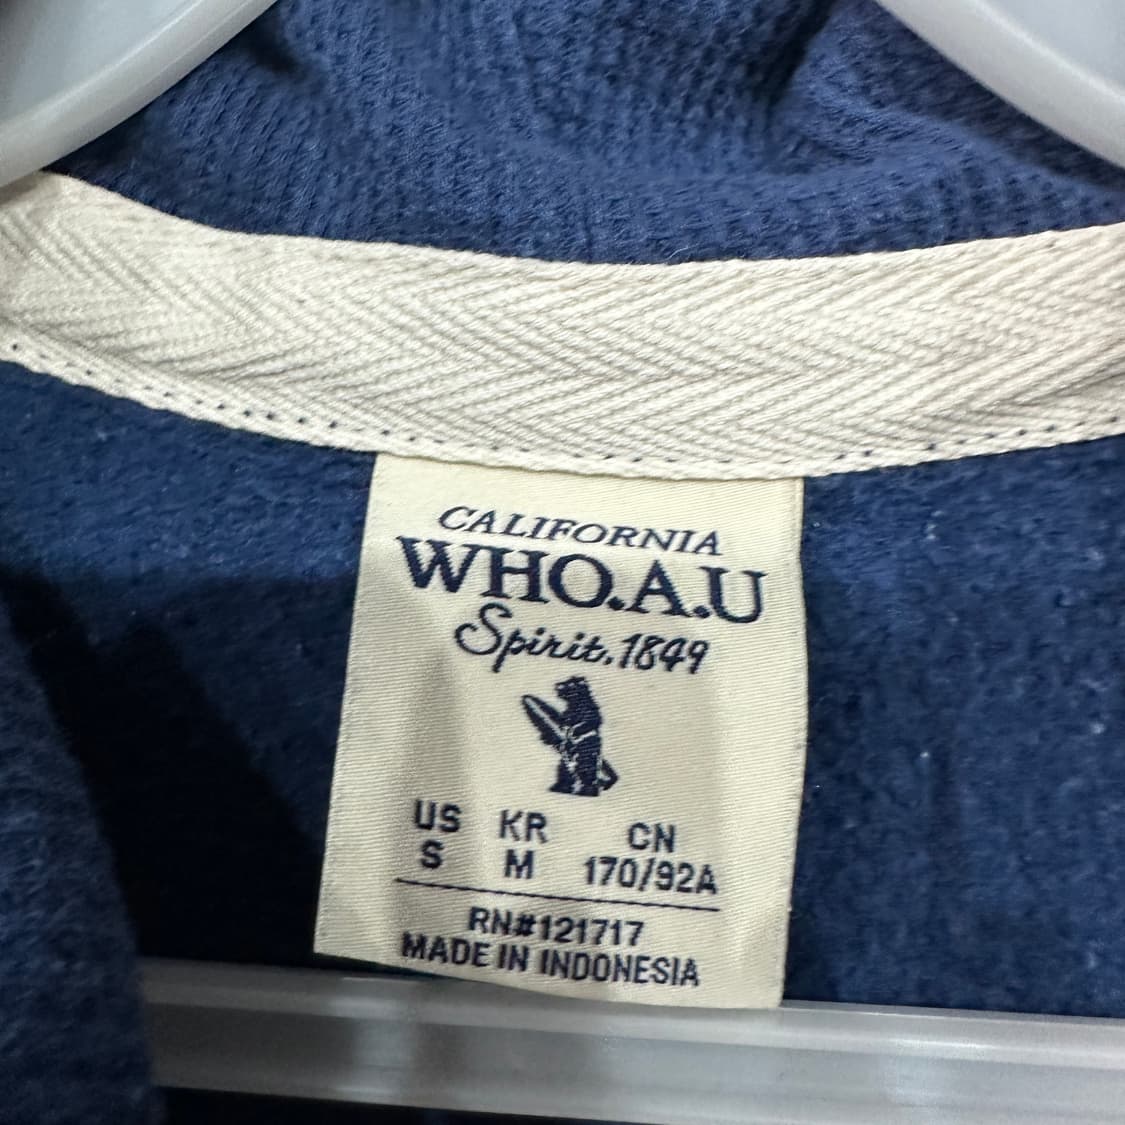 CALIFORNIA
WHO.A.U
Spirit.1849
US KR CN
S M 170/92A
RN#121717
MADE IN INDONESIA